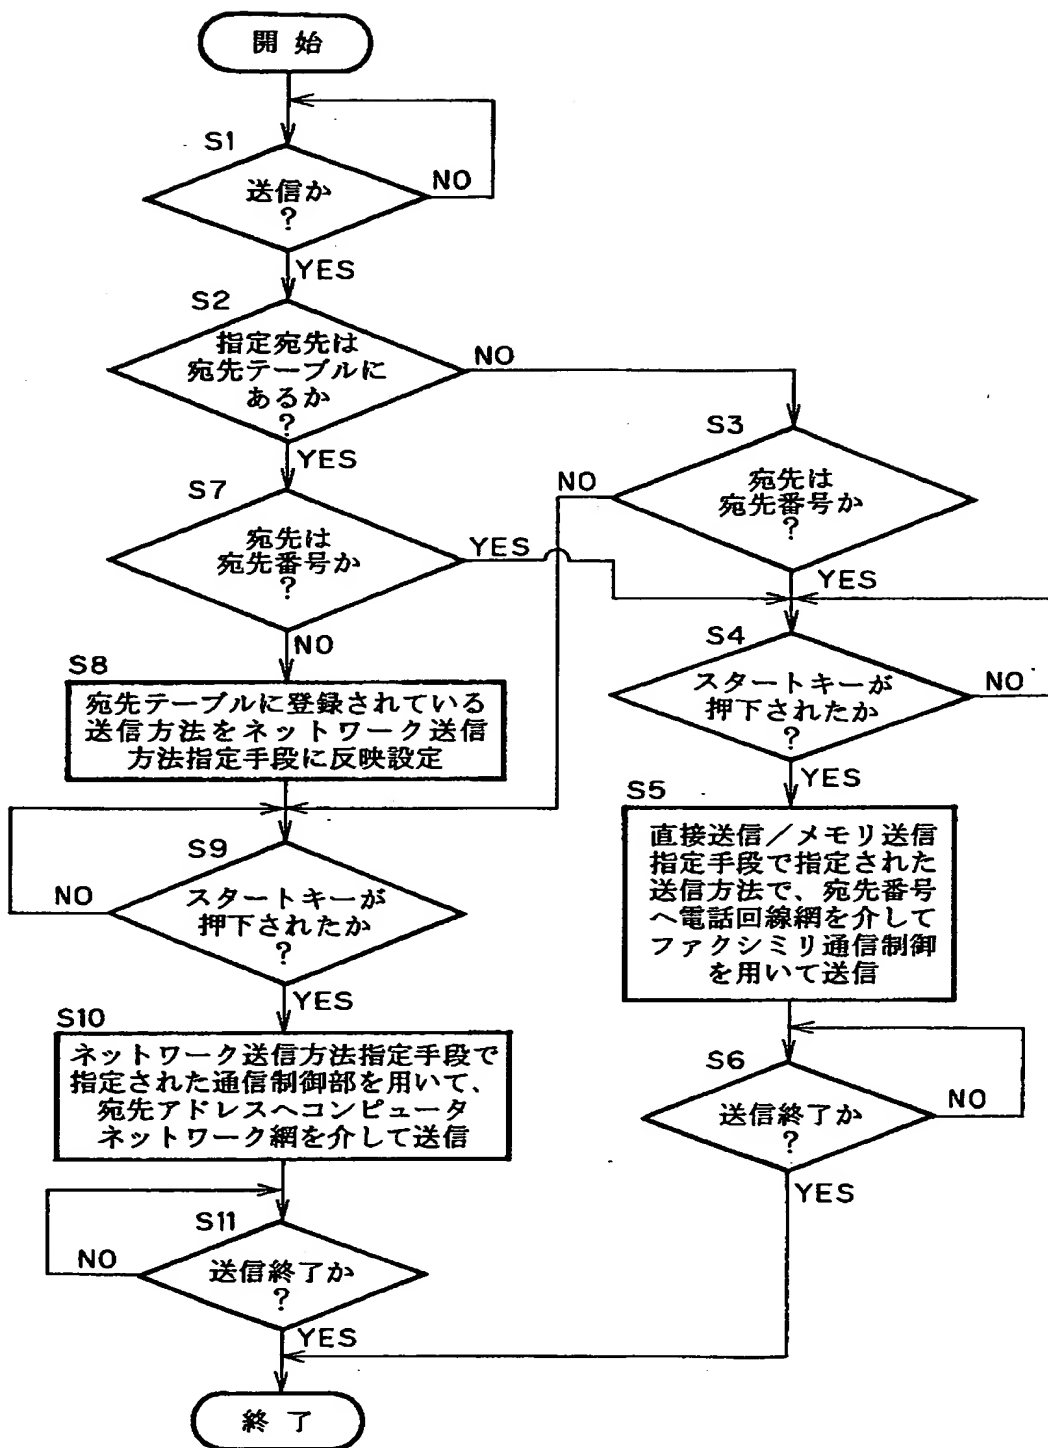 開始
S1
送信か
?
NO
YES
S2
指定宛先は
宛先テーブルに
あるか
?
NO
YES
S3
宛先は
宛先番号か
?
NO
YES
S7
宛先は
宛先番号か
?
YES
NO
S8
宛先テーブルに登録されている
送信方法をネットワーク送信
方法指定手段に反映設定
S4
スタートキーが
押下されたか
?
NO
YES
S5
直接送信/メモリ送信
指定手段で指定された
送信方法で、宛先番号
へ電話回線網を介して
ファクシミリ通信制御
を用いて送信
S9
スタートキーが
押下されたか
?
NO
YES
S10
ネットワーク送信方法指定手段で
指定された通信制御部を用いて、
宛先アドレスへコンピュータ
ネットワーク網を介して送信
S6
送信終了か
?
NO
YES
S11
送信終了か
?
NO
YES
終了